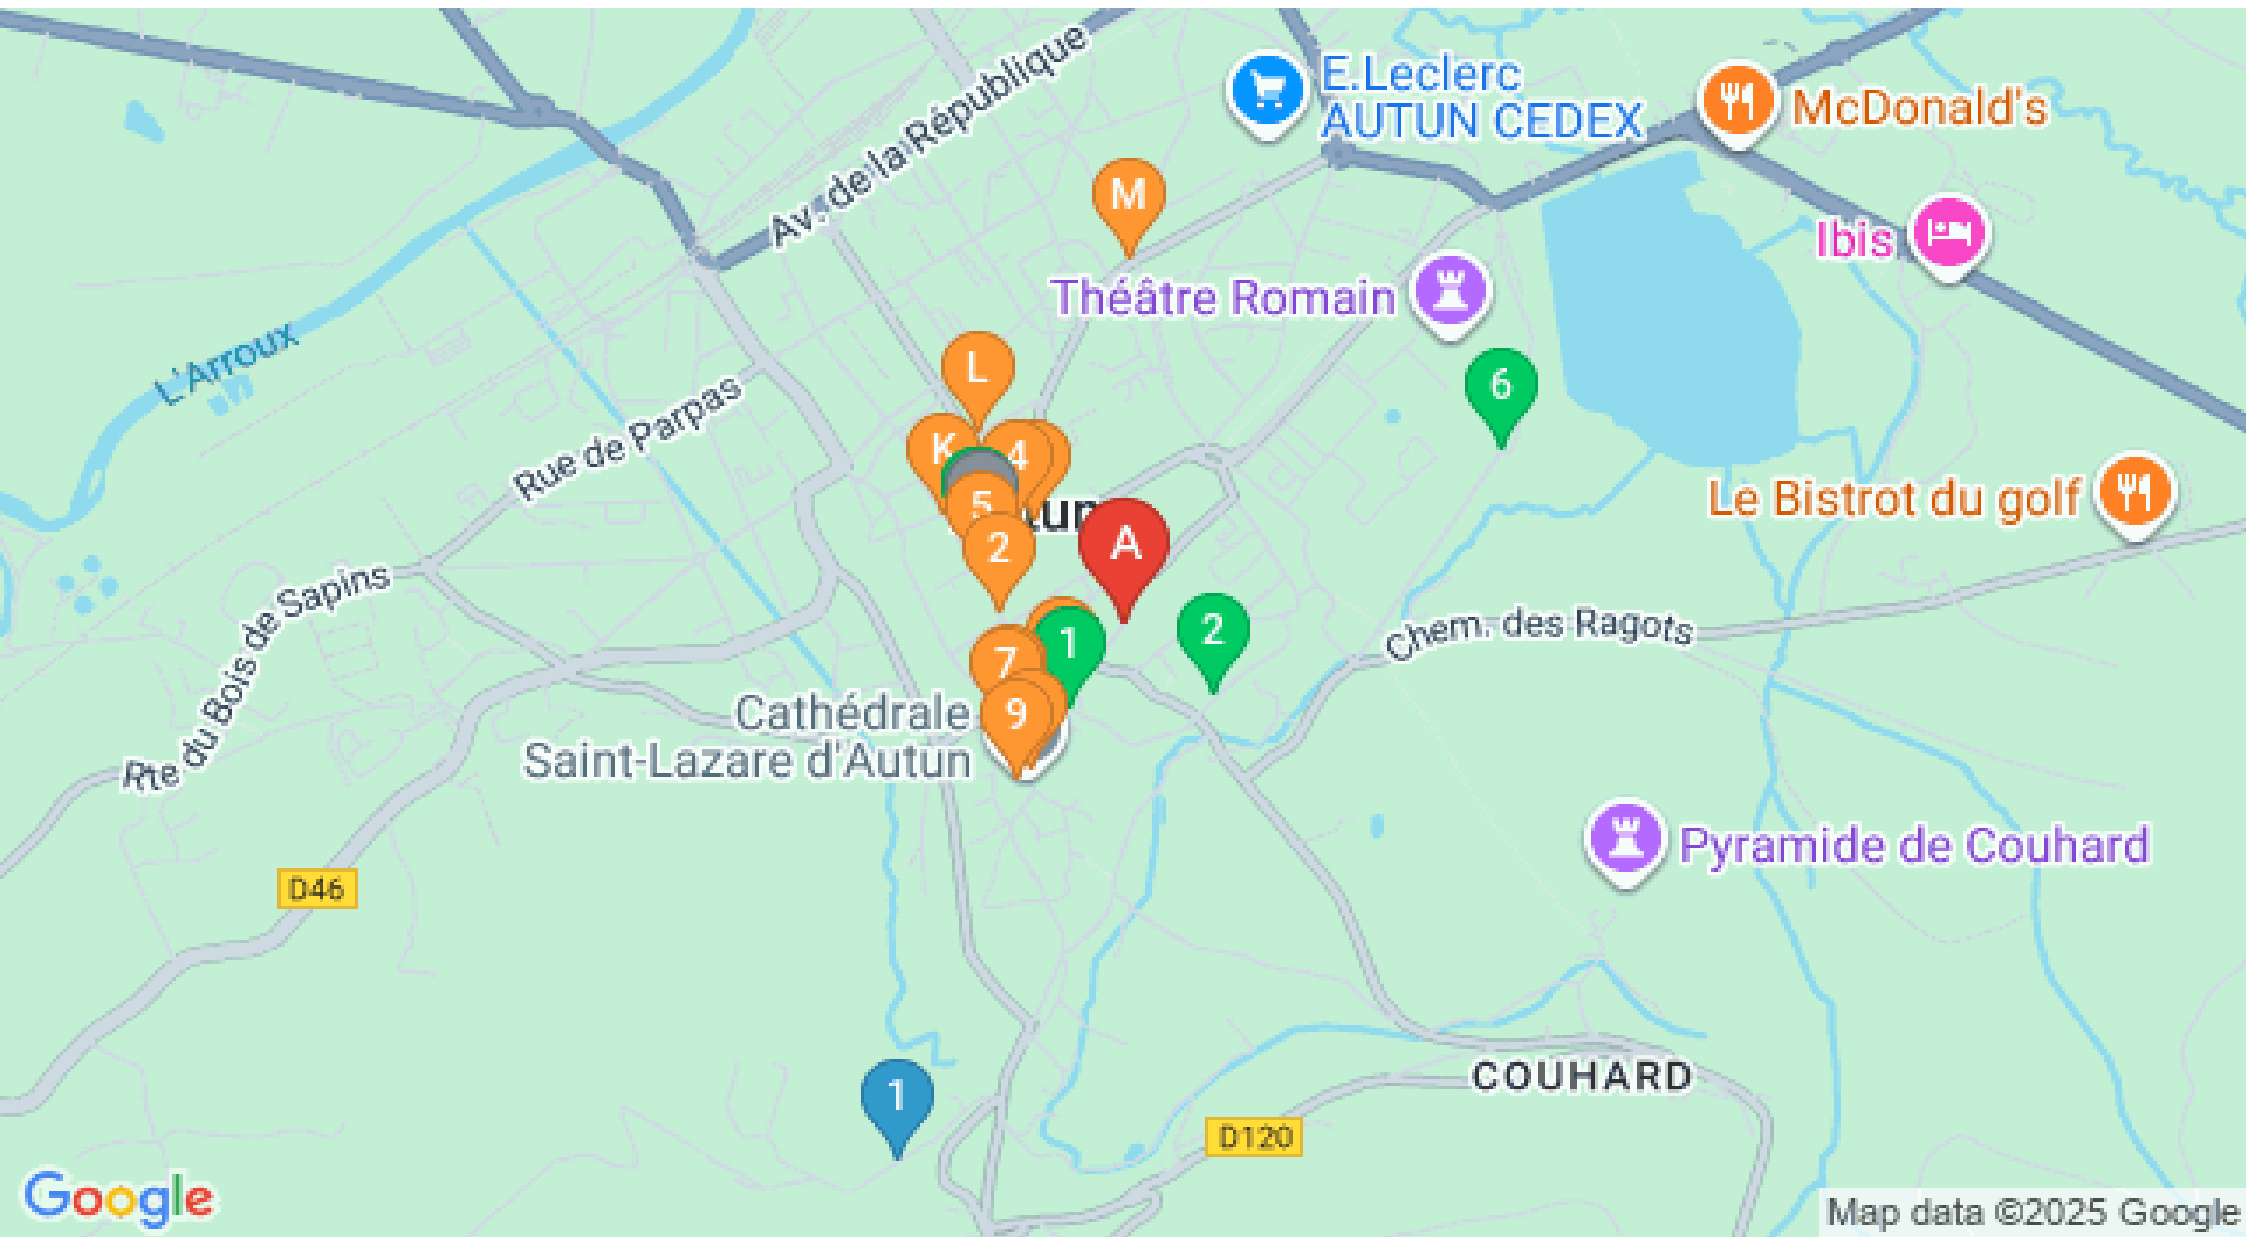 Av. de la République
E.Leclerc
AUTUN CEDEX
McDonald's
M
Ibis
Théâtre Romain
L'Arroux
L
6
Rue de Parpas
K
4
5
Le Bistrot du golf
A
2
Rte du Bois de Sapins
1
2
Chem. des Ragots
7
9
Cathédrale
Saint-Lazare d'Autun
Pyramide de Couhard
D46
COUHARD
1
D120
Google
Map data ©2025 Google